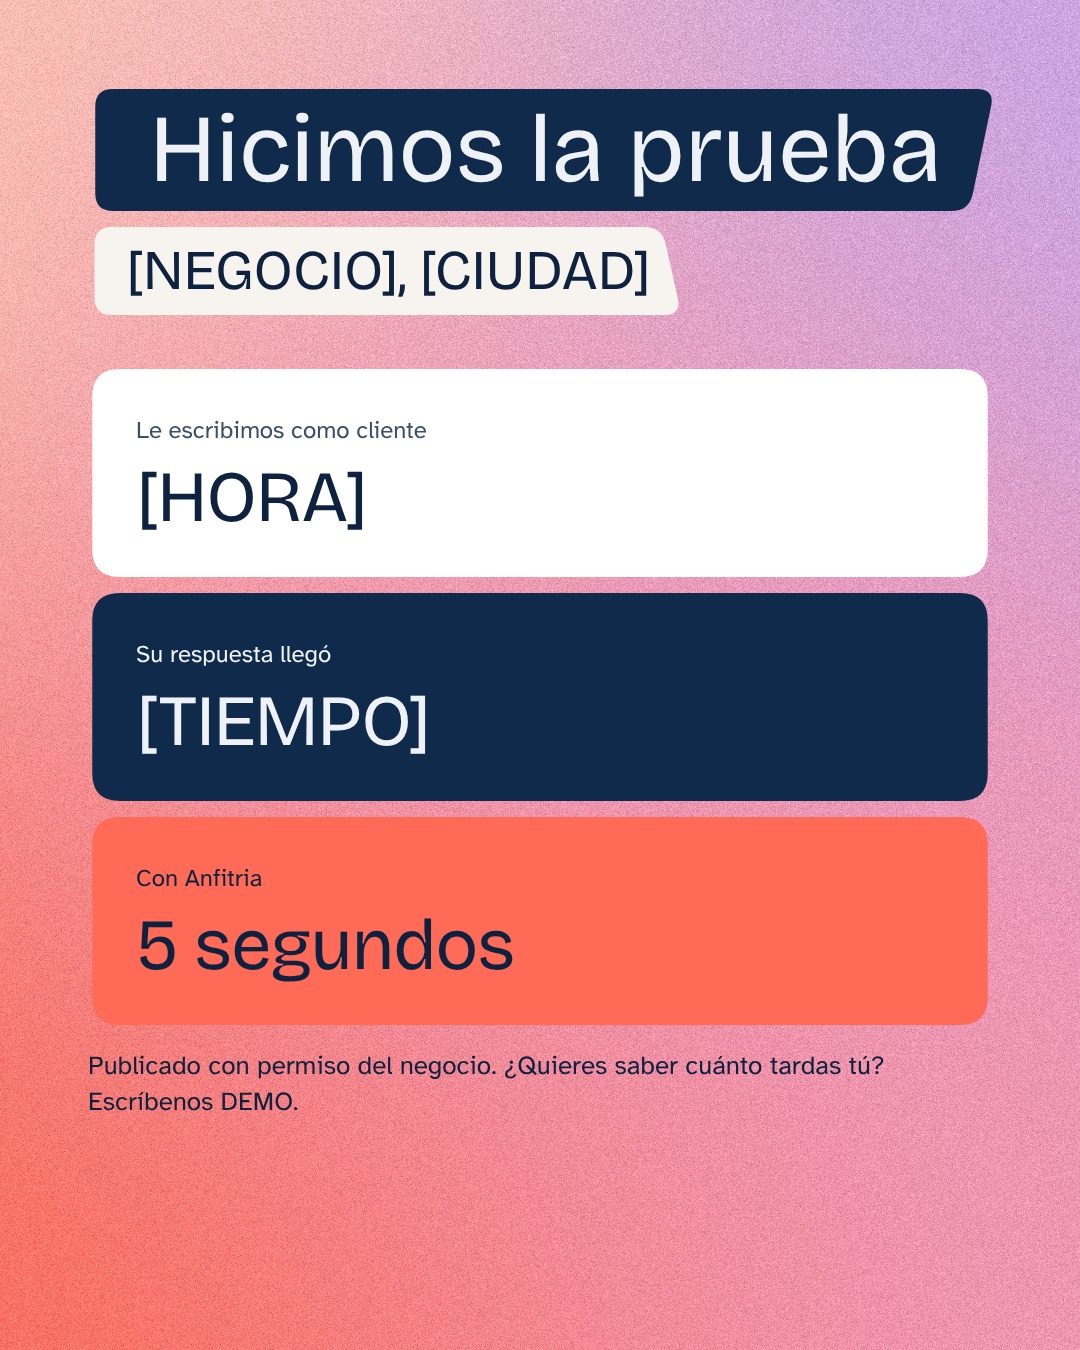 Hicimos la prueba
[NEGOCIO], [CIUDAD]
Le escribimos como cliente
[HORA]
Su respuesta llegó
[TIEMPO]
Con Anfitria
5 segundos
Publicado con permiso del negocio. ¿Quieres saber cuánto tardas tú?
Escríbenos DEMO.